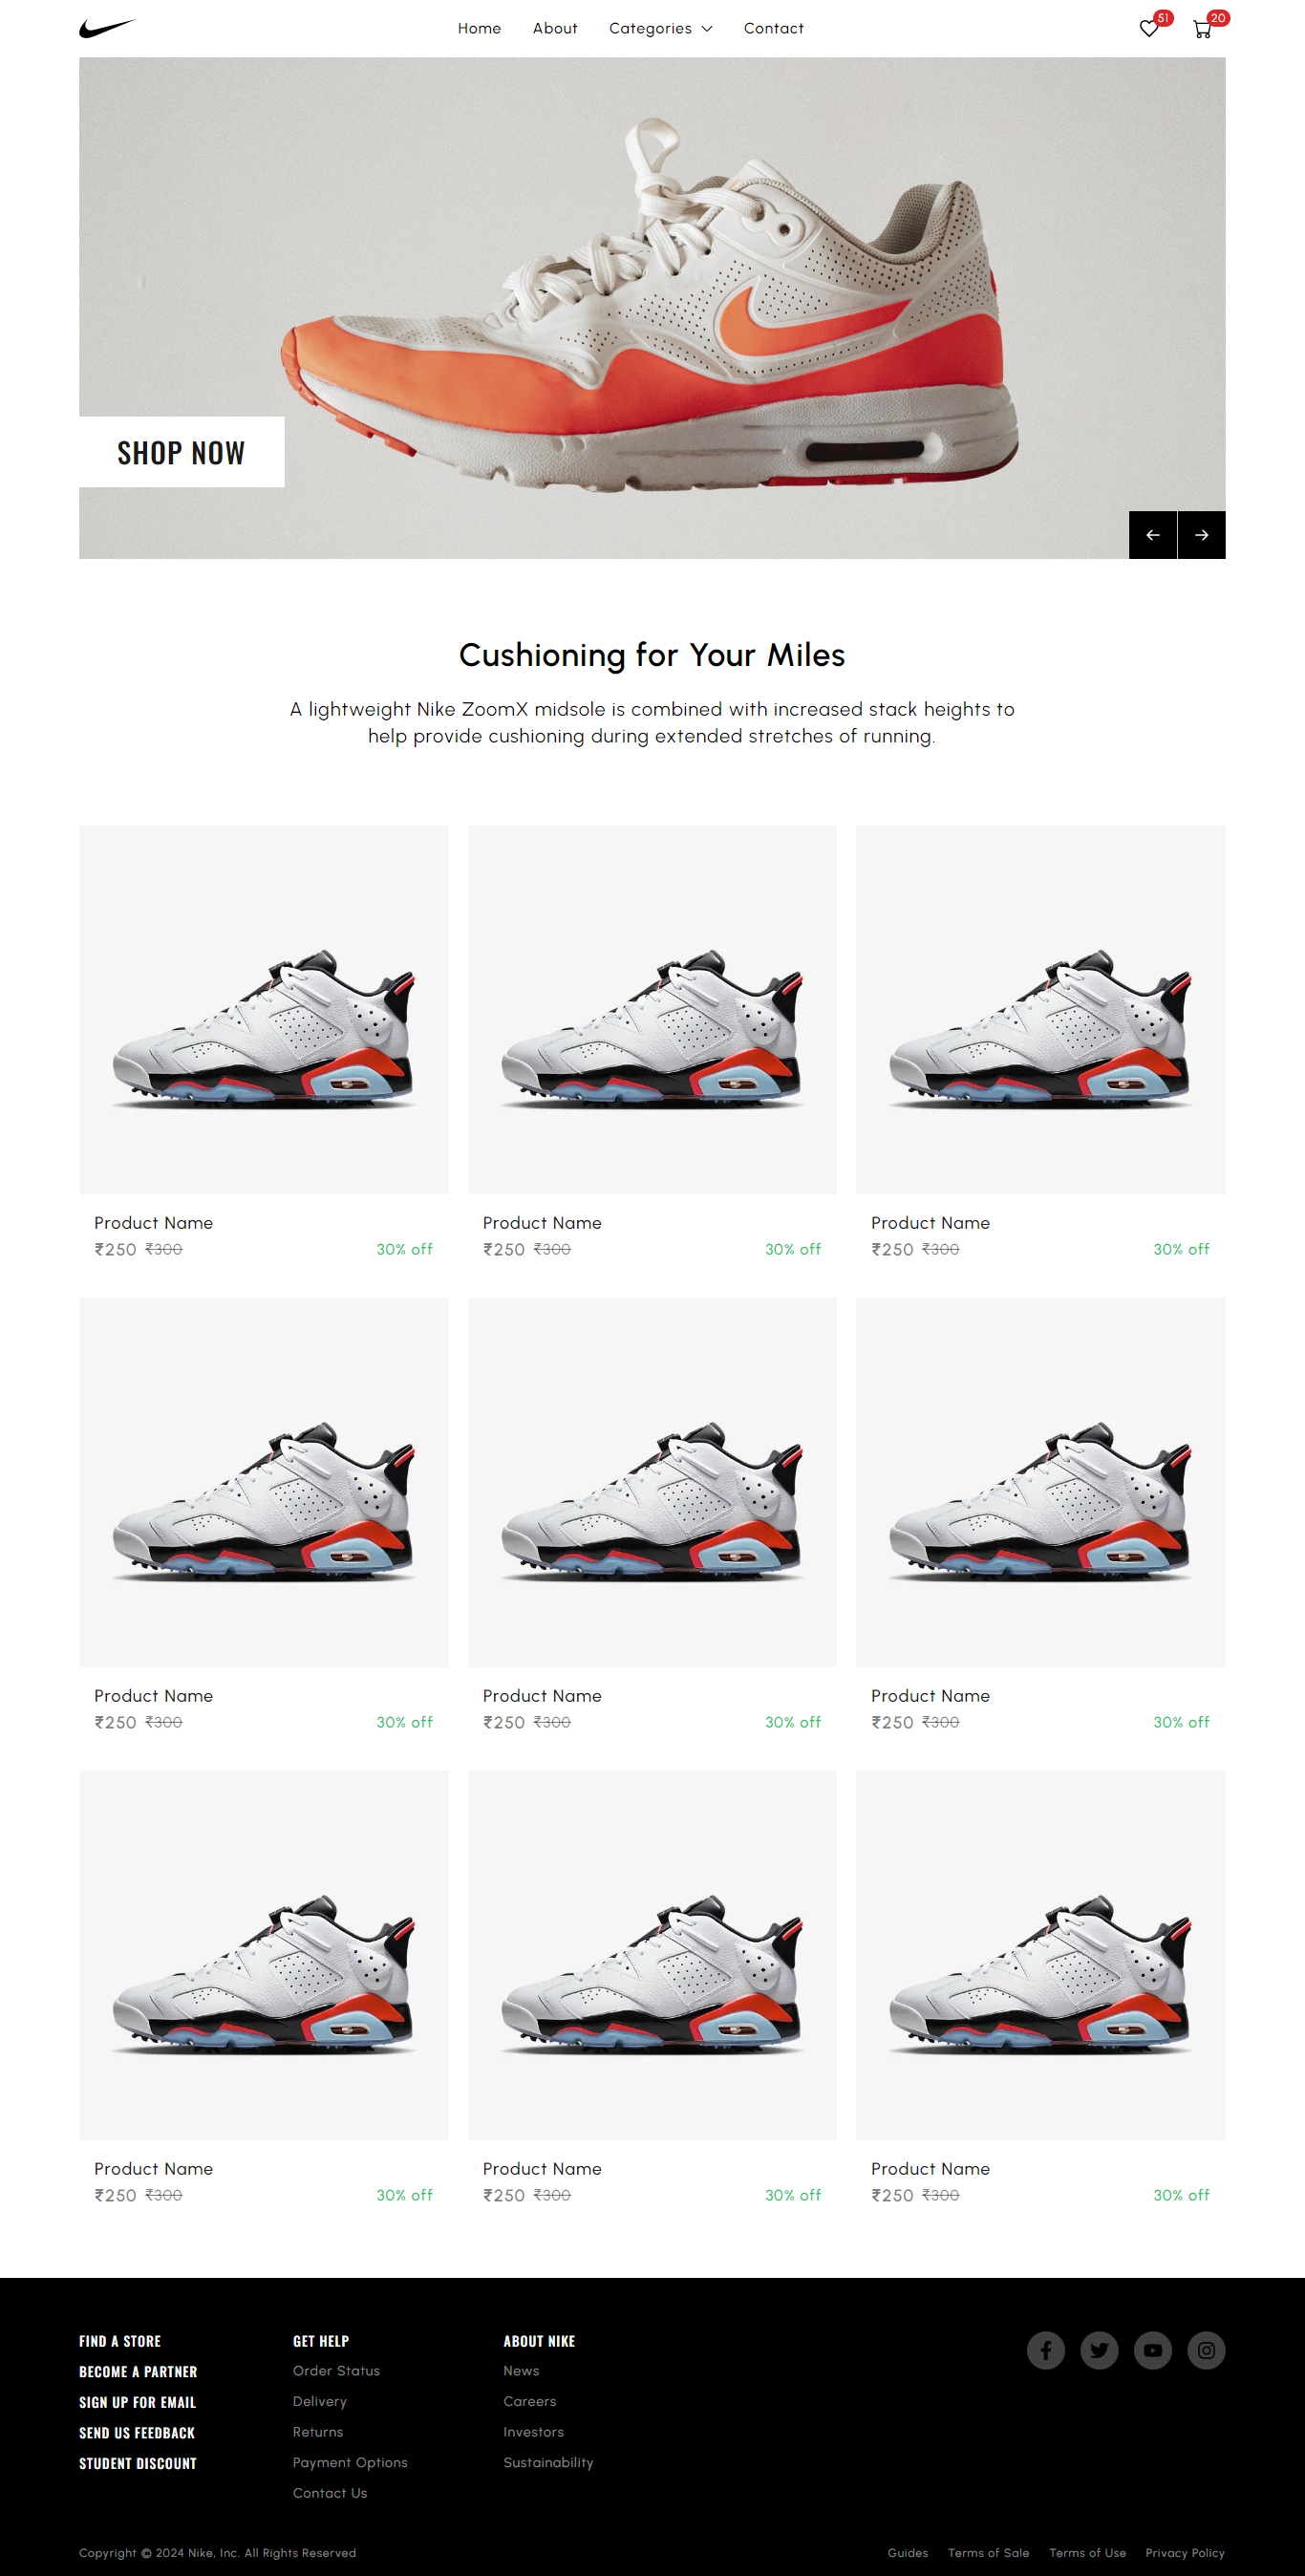 Home About Categories Contact 51 20
SHOP NOW
Cushioning for Your Miles
A lightweight Nike ZoomX midsole is combined with increased stack heights to
help provide cushioning during extended stretches of running.
Product Name Product Name Product Name
₹250 ₹300 30% off ₹250 ₹300 30% off ₹250 ₹300 30% off
Product Name Product Name Product Name
₹250 ₹300 30% off ₹250 ₹300 30% off ₹250 ₹300 30% off
Product Name Product Name Product Name
₹250 ₹300 30% off ₹250 ₹300 30% off ₹250 ₹300 30% off
FIND A STORE
BECOME A PARTNER
SIGN UP FOR EMAIL
SEND US FEEDBACK
STUDENT DISCOUNT
GET HELP
Order Status
Delivery
Returns
Payment Options
Contact Us
ABOUT NIKE
News
Careers
Investors
Sustainability
Copyright © 2024 Nike, Inc. All Rights Reserved
Guides Terms of Sale Terms of Use Privacy Policy